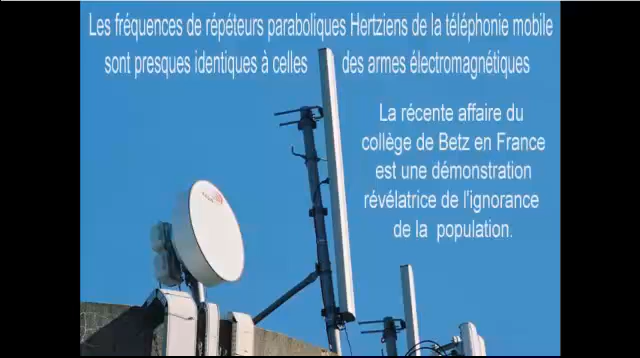 Les fréquences de répéteurs paraboliques Hertziens de la téléphonie mobile
sont presques identiques à celles des armes électromagnétiques
La récente affaire du
collège de Betz en France
est une démonstration
révélatrice de l'ignorance
de la population.